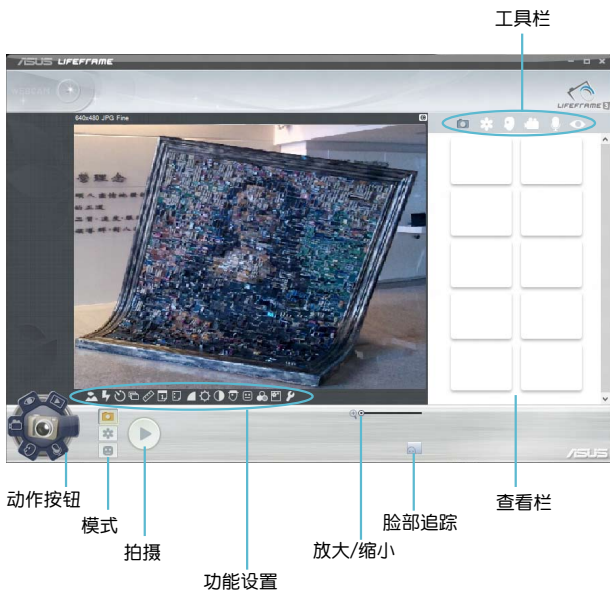 工具栏
ASUS LIFEFRAME
LIFEFRAME 3
640x480 JPG Fine
ASUS
动作按钮
模式
拍摄
功能设置
放大/缩小
脸部追踪
查看栏